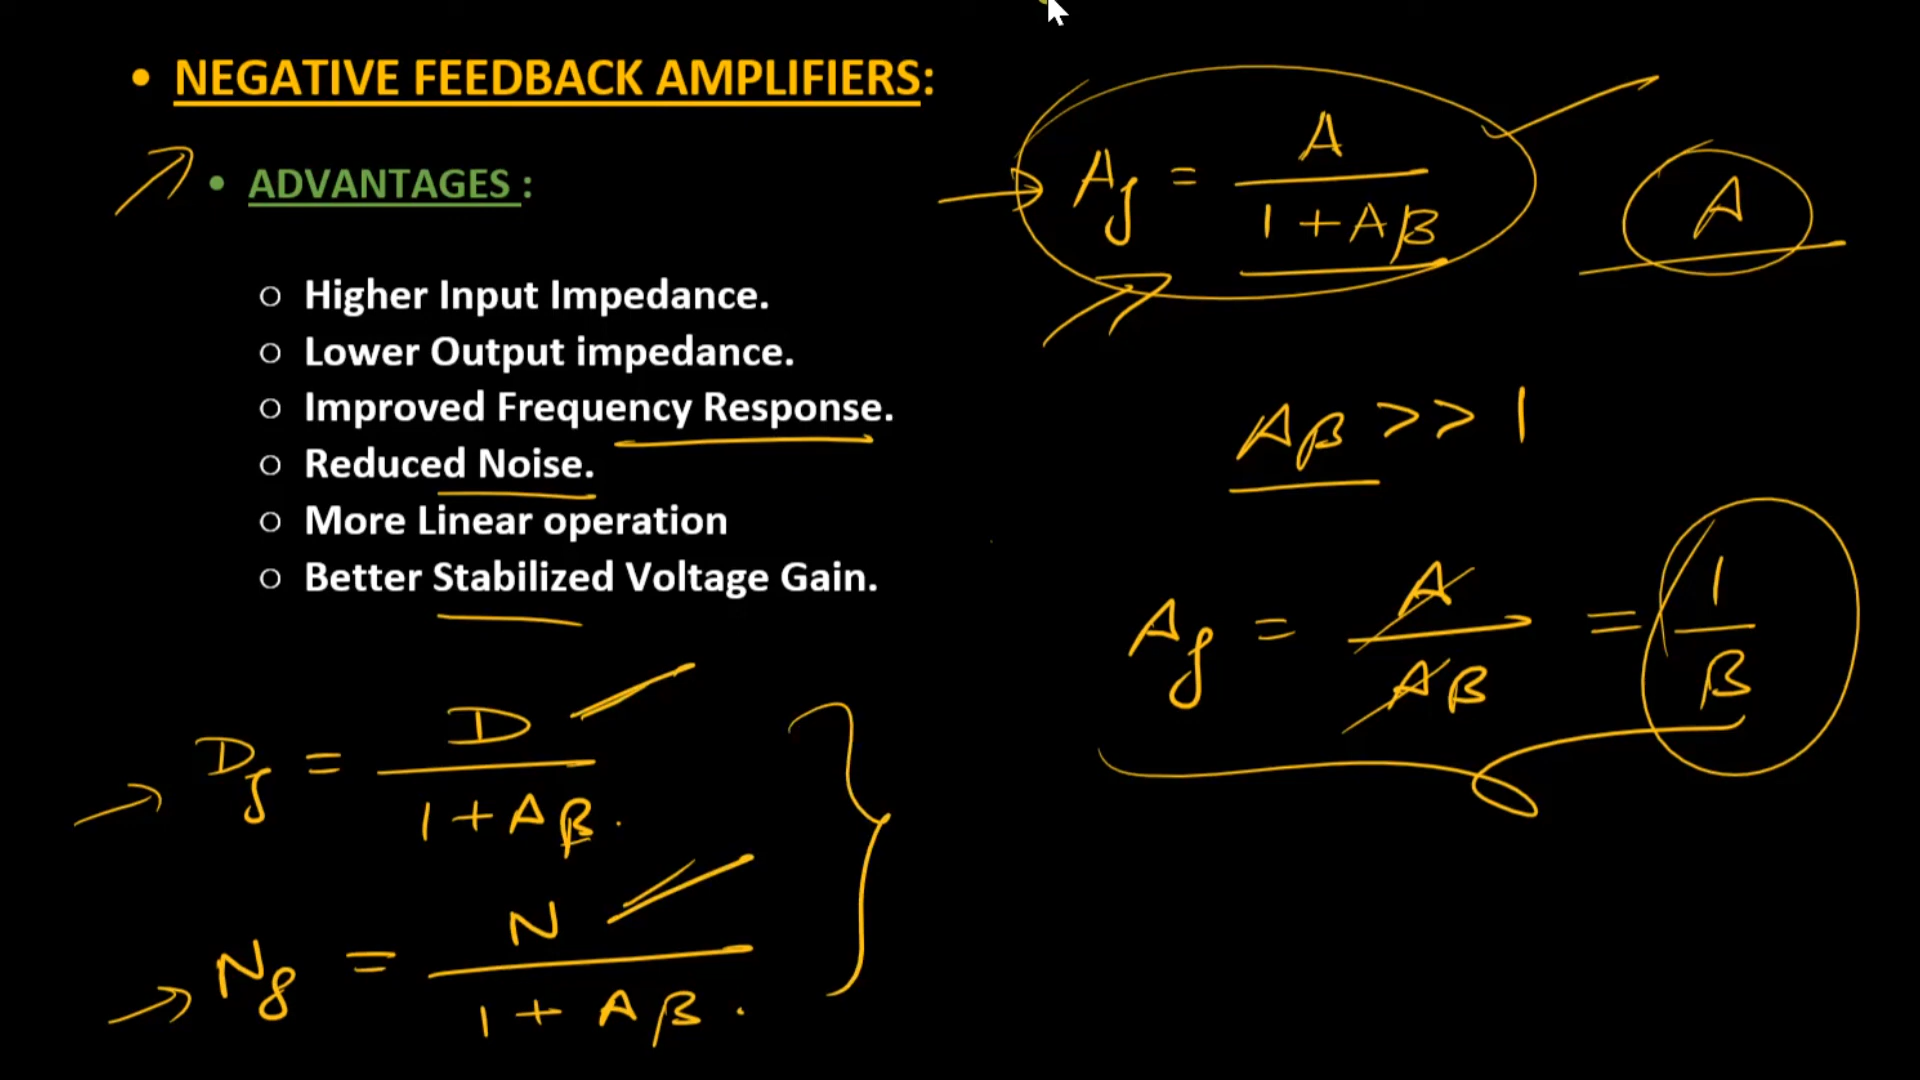 • NEGATIVE FEEDBACK AMPLIFIERS:
• ADVANTAGES :
o Higher Input Impedance.
o Lower Output impedance.
o Improved Frequency Response.
o Reduced Noise.
o More Linear operation
o Better Stabilized Voltage Gain.
Df = D / 1 + Aβ.
Nf = N / 1 + Aβ.
Af = A / 1 + Aβ
A
Aβ >> 1
Af = A / Aβ = 1 / β